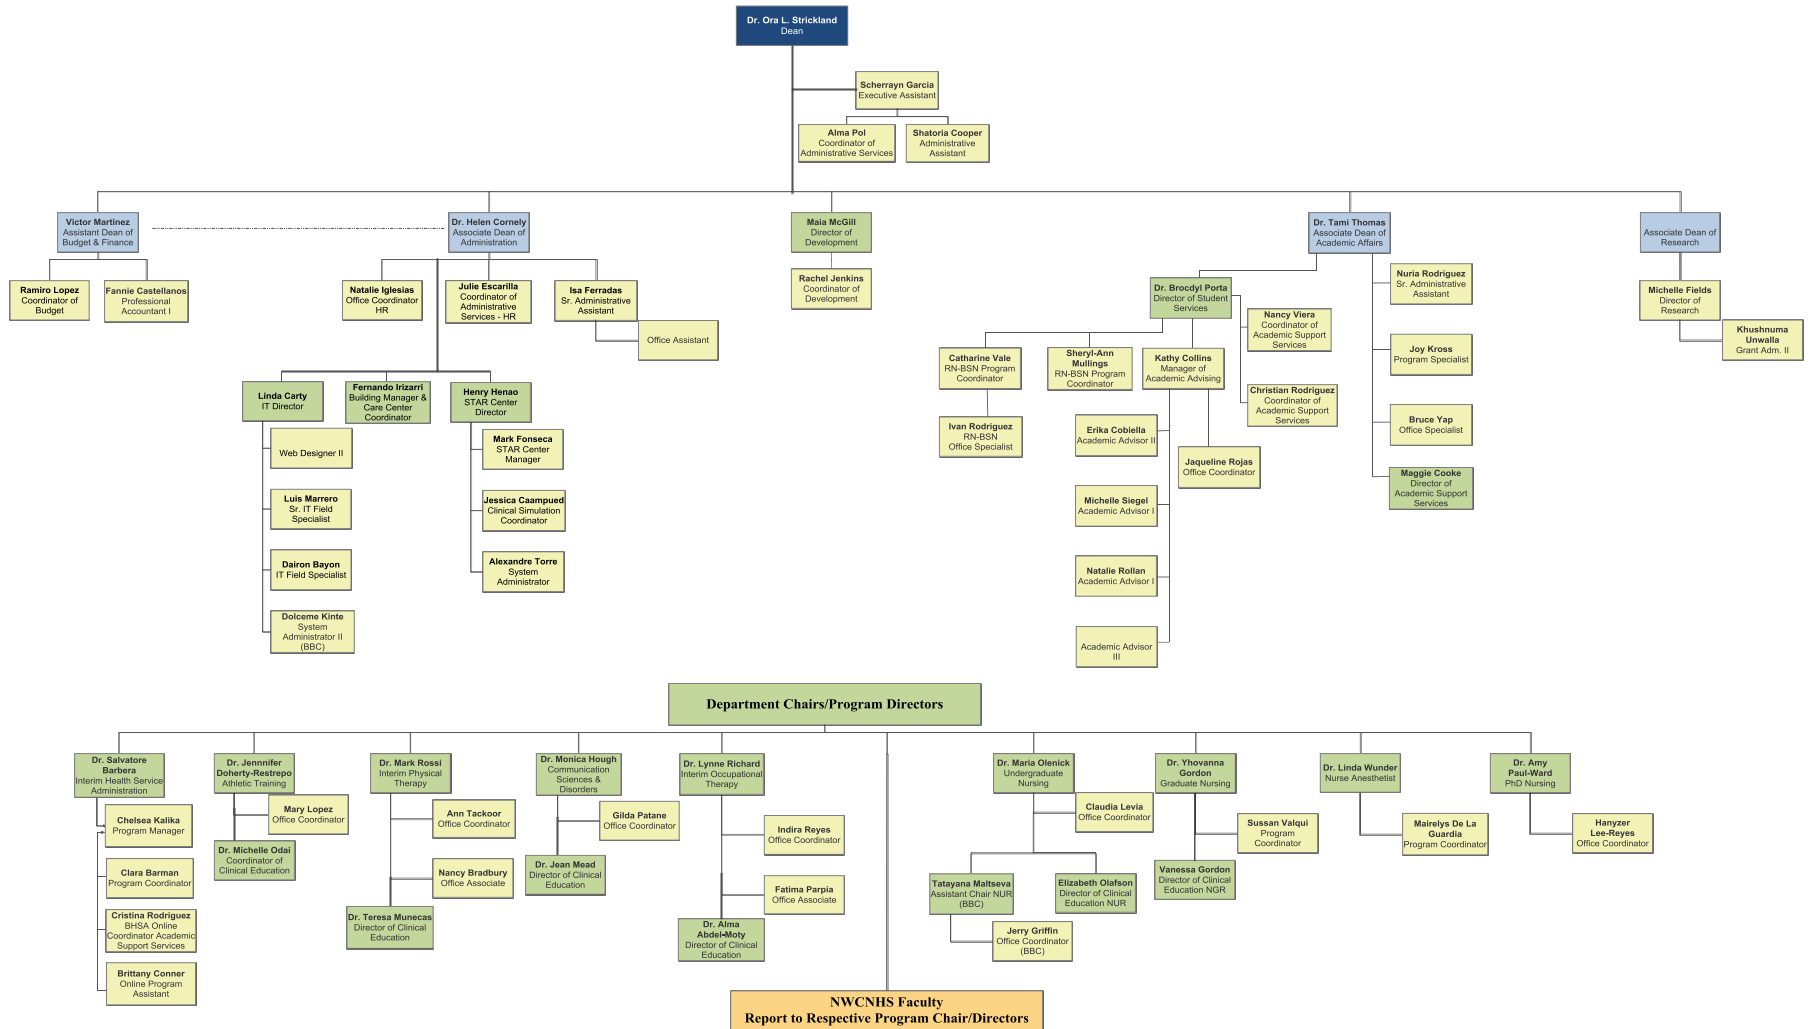 Dr. Ora L. Strickland
Dean
Scherrayn Garcia
Executive Assistant
Alma Pol
Coordinator of
Administrative Services
Shatoria Cooper
Administrative
Assistant
Victor Martinez
Assistant Dean of
Budget & Finance
Dr. Helen Cornely
Associate Dean of
Administration
Maia McGill
Director of
Development
Dr. Tami Thomas
Associate Dean of
Academic Affairs
Associate Dean of
Research
Ramiro Lopez
Coordinator of
Budget
Fannie Castellanos
Professional
Accountant I
Natalie Iglesias
Office Coordinator
HR
Julie Escarilla
Coordinator of
Administrative
Services - HR
Isa Ferradas
Sr. Administrative
Assistant
Office Assistant
Rachel Jenkins
Coordinator of
Development
Dr. Brocdyl Porta
Director of Student
Services
Nuria Rodriguez
Sr. Administrative
Assistant
Michelle Fields
Director of
Research
Khushnuma
Unwalla
Grant Adm. II
Nancy Viera
Coordinator of
Academic Support
Services
Joy Kross
Program Specialist
Catharine Vale
RN-BSN Program
Coordinator
Sheryl-Ann
Mullings
RN-BSN Program
Coordinator
Kathy Collins
Manager of
Academic Advising
Christian Rodriguez
Coordinator of
Academic Support
Services
Bruce Yap
Office Specialist
Linda Carty
IT Director
Fernando Irizarri
Building Manager &
Care Center
Coordinator
Henry Henao
STAR Center
Director
Ivan Rodriguez
RN-BSN
Office Specialist
Erika Cobiella
Academic Advisor II
Jaqueline Rojas
Office Coordinator
Maggie Cooke
Director of
Academic Support
Services
Web Designer II
Mark Fonseca
STAR Center
Manager
Luis Marrero
Sr. IT Field
Specialist
Jessica Caampued
Clinical Simulation
Coordinator
Michelle Siegel
Academic Advisor I
Dairon Bayon
IT Field Specialist
Alexandre Torre
System
Administrator
Natalie Rollan
Academic Advisor I
Dolceme Kinte
System
Administrator II
(BBC)
Academic Advisor
III
Department Chairs/Program Directors
Dr. Salvatore
Barbera
Interim Health Service
Administration
Dr. Jennnifer
Doherty-Restrepo
Athletic Training
Dr. Mark Rossi
Interim Physical
Therapy
Dr. Monica Hough
Communication
Sciences &
Disorders
Dr. Lynne Richard
Interim Occupational
Therapy
Dr. Maria Olenick
Undergraduate
Nursing
Dr. Yhovanna
Gordon
Graduate Nursing
Dr. Linda Wunder
Nurse Anesthetist
Dr. Amy
Paul-Ward
PhD Nursing
Chelsea Kalika
Program Manager
Mary Lopez
Office Coordinator
Ann Tackoor
Office Coordinator
Gilda Patane
Office Coordinator
Indira Reyes
Office Coordinator
Claudia Levia
Office Coordinator
Sussan Valqui
Program
Coordinator
Mairelys De La
Guardia
Program Coordinator
Hanyzer
Lee-Reyes
Office Coordinator
Clara Barman
Program Coordinator
Dr. Michelle Odai
Coordinator of
Clinical Education
Nancy Bradbury
Office Associate
Dr. Jean Mead
Director of Clinical
Education
Fatima Parpia
Office Associate
Tatayana Maltseva
Assistant Chair NUR
(BBC)
Elizabeth Olafson
Director of Clinical
Education NUR
Vanessa Gordon
Director of Clinical
Education NGR
Cristina Rodriguez
BHSA Online
Coordinator Academic
Support Services
Dr. Teresa Munecas
Director of Clinical
Education
Dr. Alma
Abdel-Moty
Director of Clinical
Education
Jerry Griffin
Office Coordinator
(BBC)
Brittany Conner
Online Program
Assistant
NWCNHS Faculty
Report to Respective Program Chair/Directors